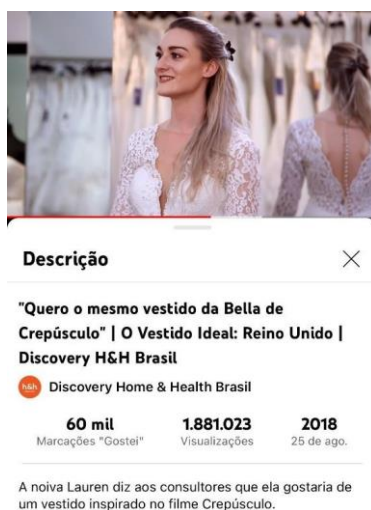 Descrição
"Quero o mesmo vestido da Bella de
Crepúsculo" | O Vestido Ideal: Reino Unido |
Discovery H&H Brasil
h&h Discovery Home & Health Brasil
60 mil 1.881.023 2018
Marcações "Gostei" Visualizações 25 de ago.
A noiva Lauren diz aos consultores que ela gostaria de
um vestido inspirado no filme Crepúsculo.